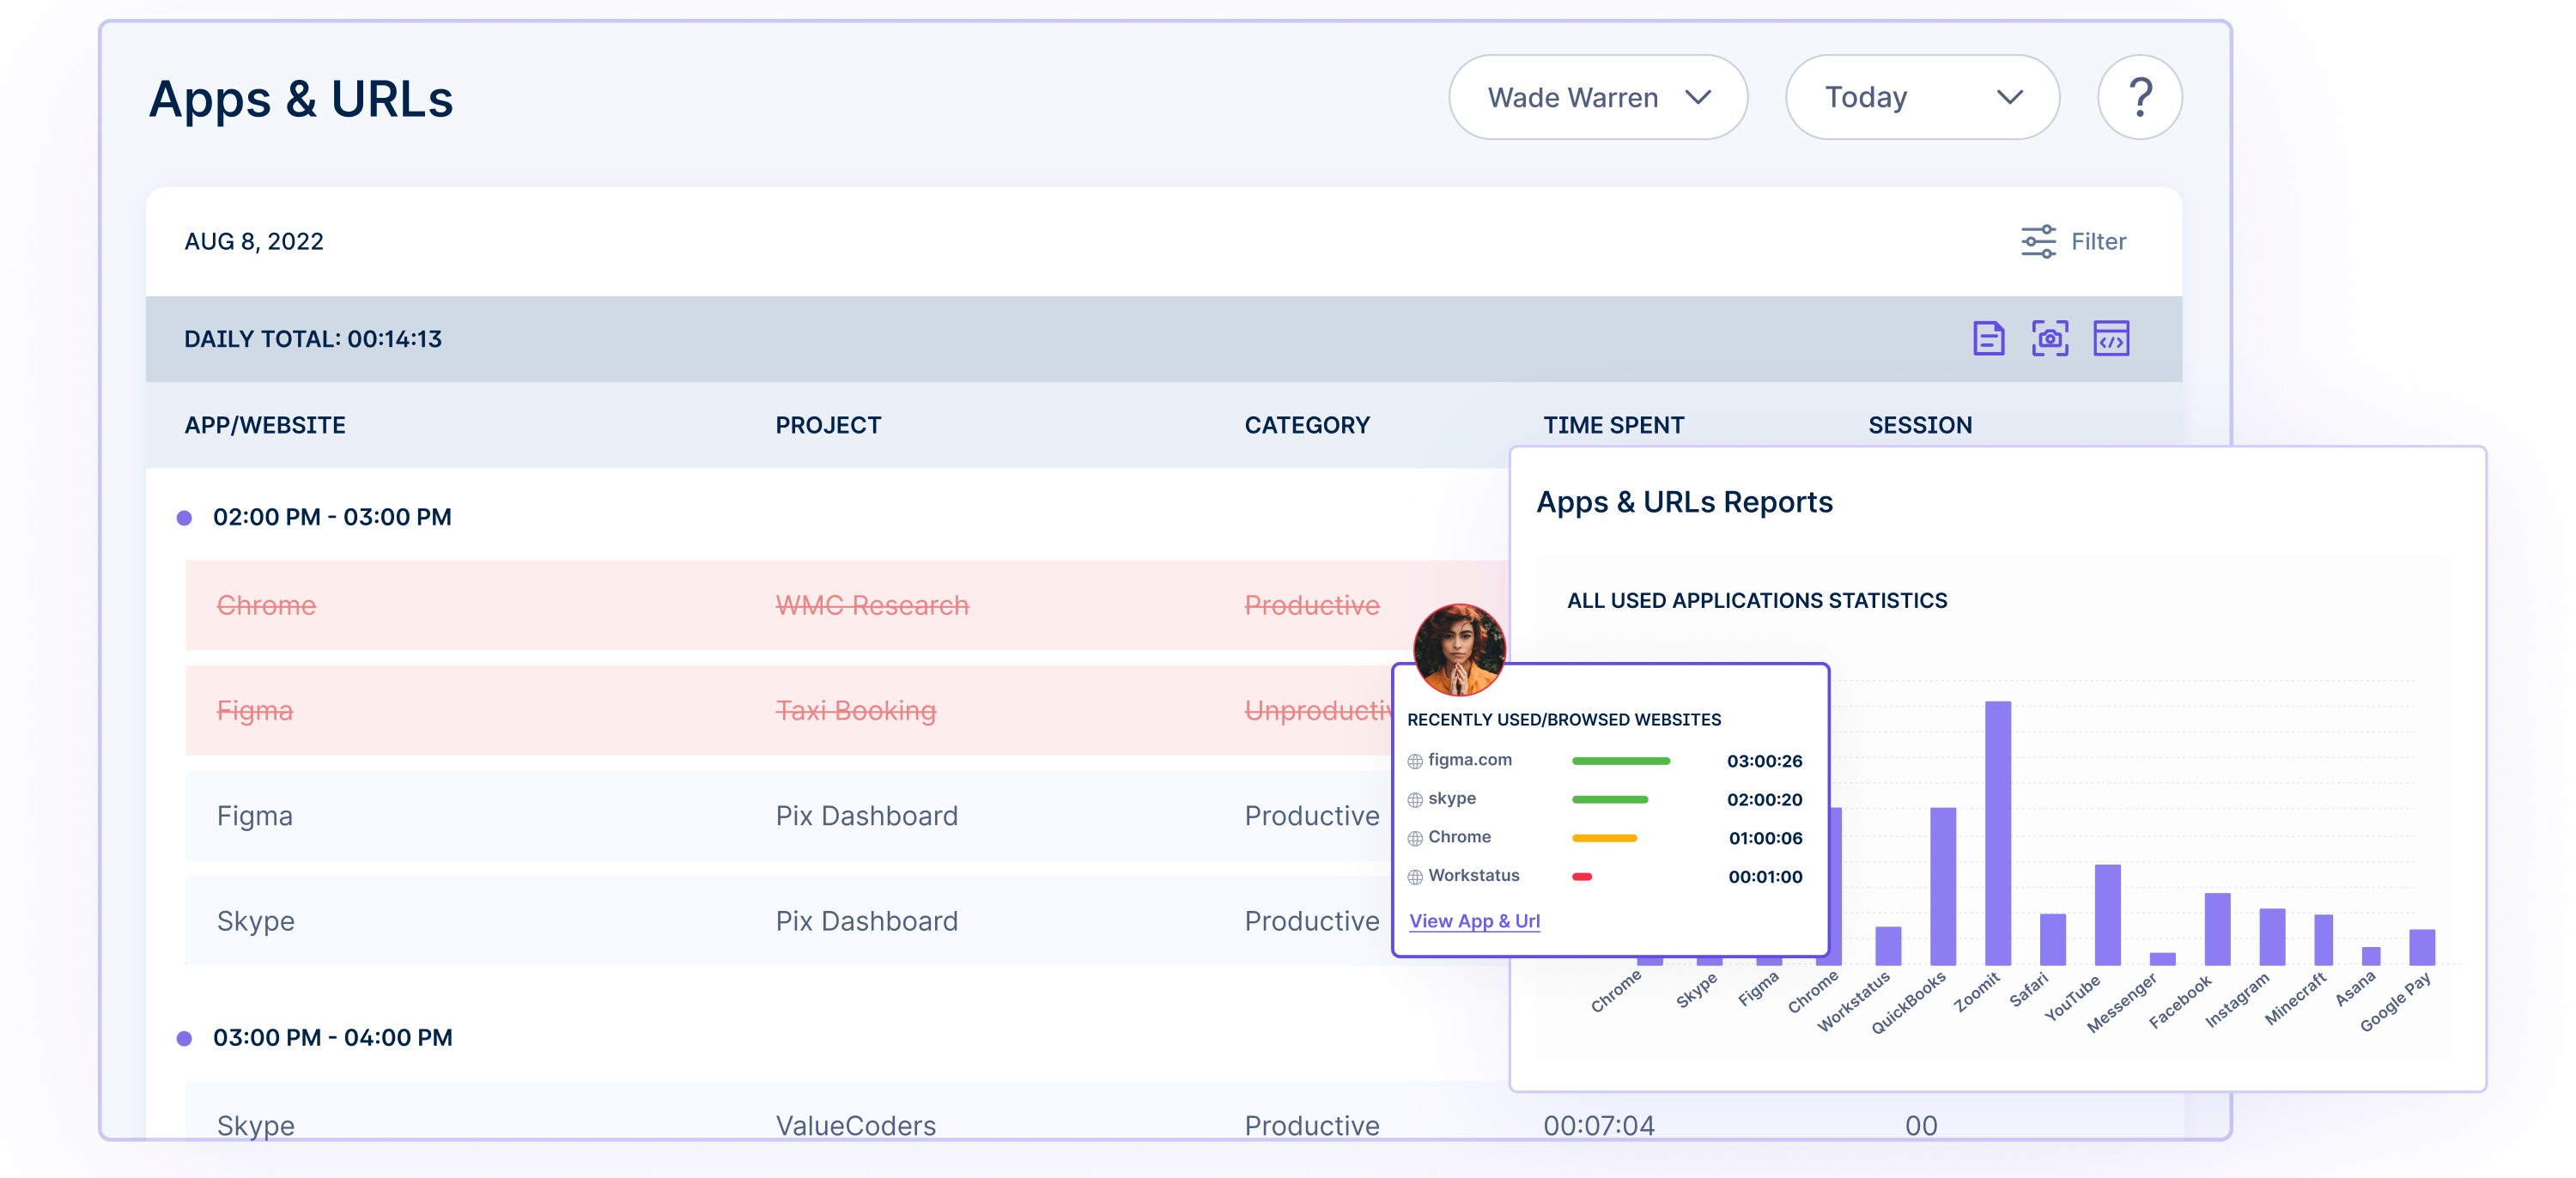 Apps & URLs
Wade Warren
Today
?
AUG 8, 2022
Filter
DAILY TOTAL: 00:14:13
APP/WEBSITE PROJECT CATEGORY TIME SPENT SESSION
02:00 PM - 03:00 PM
Chrome WMC Research Productive
Figma Taxi Booking
Figma Pix Dashboard Productive
Skype Pix Dashboard Productive
03:00 PM - 04:00 PM
Skype ValueCoders Productive 00:07:04 00
Apps & URLs Reports
ALL USED APPLICATIONS STATISTICS
RECENTLY USED/BROWSED WEBSITES
figma.com 03:00:26
skype 02:00:20
Chrome 01:00:06
Workstatus 00:01:00
View App & Url
Chrome
Skype
Figma
Chrome
Workstatus
QuickBooks
Zoomit
Safari
YouTube
Messenger
Facebook
Instagram
Minecraft
Asana
Google Pay